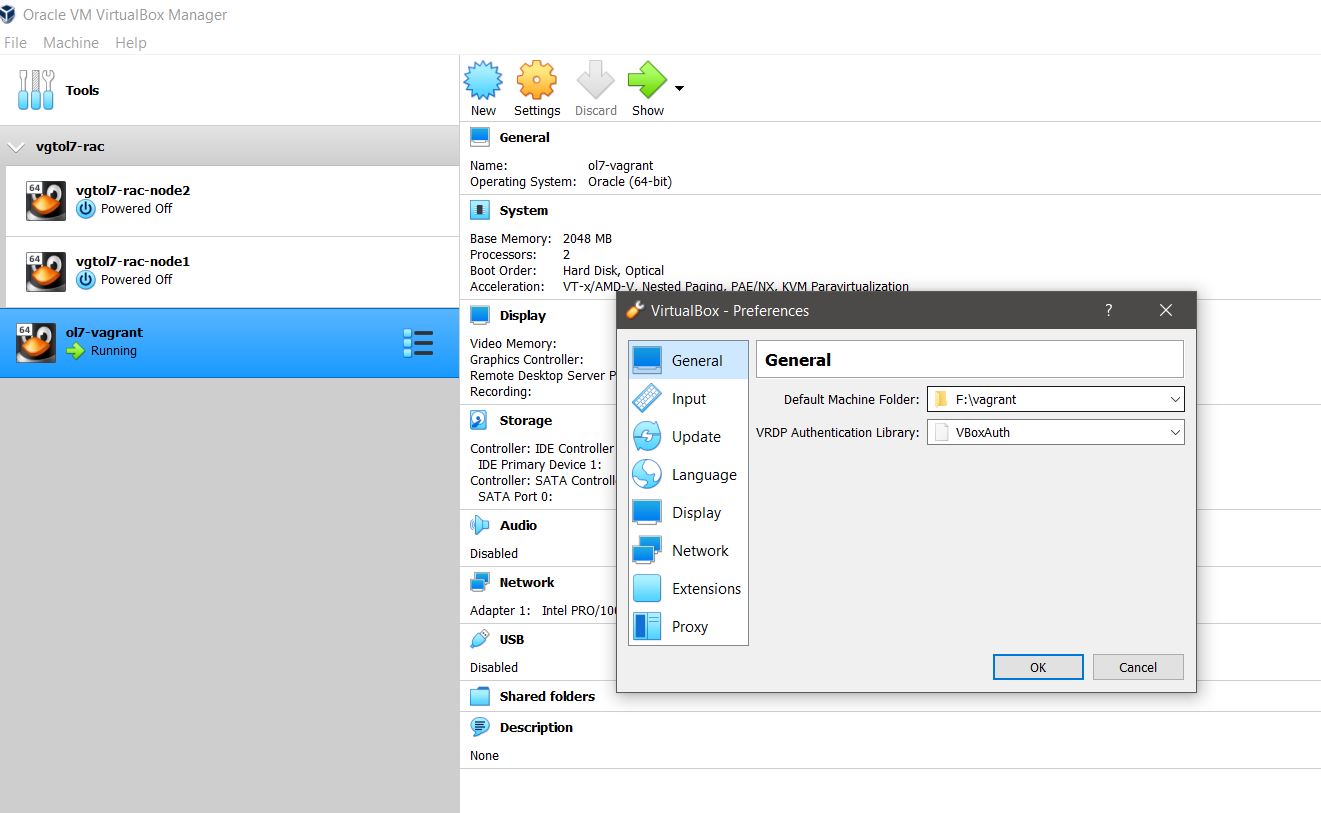 Oracle VM VirtualBox Manager
File Machine Help
Tools
New Settings Discard Show
vgtol7-rac
64
vgtol7-rac-node2
Powered Off
64
vgtol7-rac-node1
Powered Off
64
ol7-vagrant
Running
General
Name: ol7-vagrant
Operating System: Oracle (64-bit)
System
Base Memory: 2048 MB
Processors: 2
Boot Order: Hard Disk, Optical
Acceleration: VT-x/AMD-V, Nested Paging, PAE/NX, KVM Paravirtualization
Display
Video Memory:
Graphics Controller:
Remote Desktop Server P
Recording:
Storage
Controller: IDE Controller
IDE Primary Device 1:
Controller: SATA Controll
SATA Port 0:
Audio
Disabled
Network
Adapter 1: Intel PRO/100
USB
Disabled
Shared folders
Description
None
VirtualBox - Preferences ?
General
Input
Update
Language
Display
Network
Extensions
Proxy
General
Default Machine Folder: F:\vagrant
VRDP Authentication Library: VBoxAuth
OK Cancel